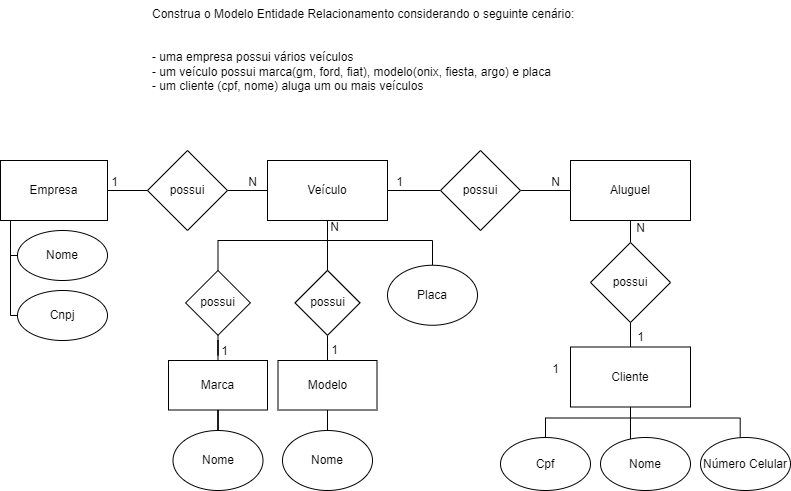 Construa o Modelo Entidade Relacionamento considerando o seguinte cenário:
- uma empresa possui vários veículos
- um veículo possui marca(gm, ford, fiat), modelo(onix, fiesta, argo) e placa
- um cliente (cpf, nome) aluga um ou mais veículos
Empresa
1
possui
N
Veículo
1
possui
N
Aluguel
N
N
Nome
possui
Placa
possui
possui
Cnpj
1
1
1
1
Marca
Modelo
Cliente
Nome
Nome
Cpf
Nome
Número Celular